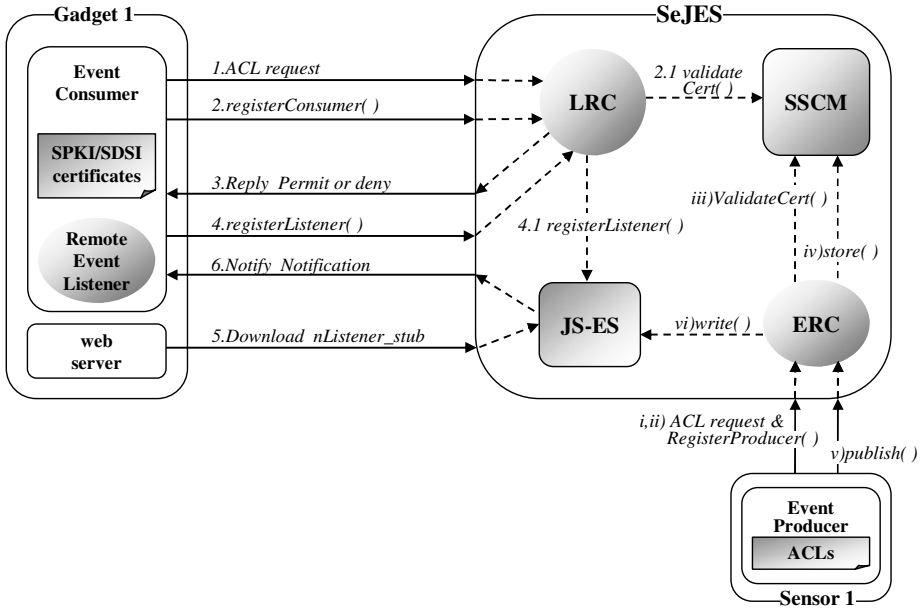 Gadget 1
SeJES
Event
Consumer
SPKI/SDSI
certificates
Remote
Event
Listener
web
server
1.ACL request
2.registerConsumer( )
3.Reply Permit or deny
4.registerListener( )
6.Notify Notification
5.Download nListener_stub
LRC
2.1 validate
Cert( )
SSCM
4.1 registerListener( )
iii)ValidateCert( )
iv)store( )
JS-ES
vi)write( )
ERC
i,ii) ACL request &
RegisterProducer( )
v)publish( )
Event
Producer
ACLs
Sensor 1